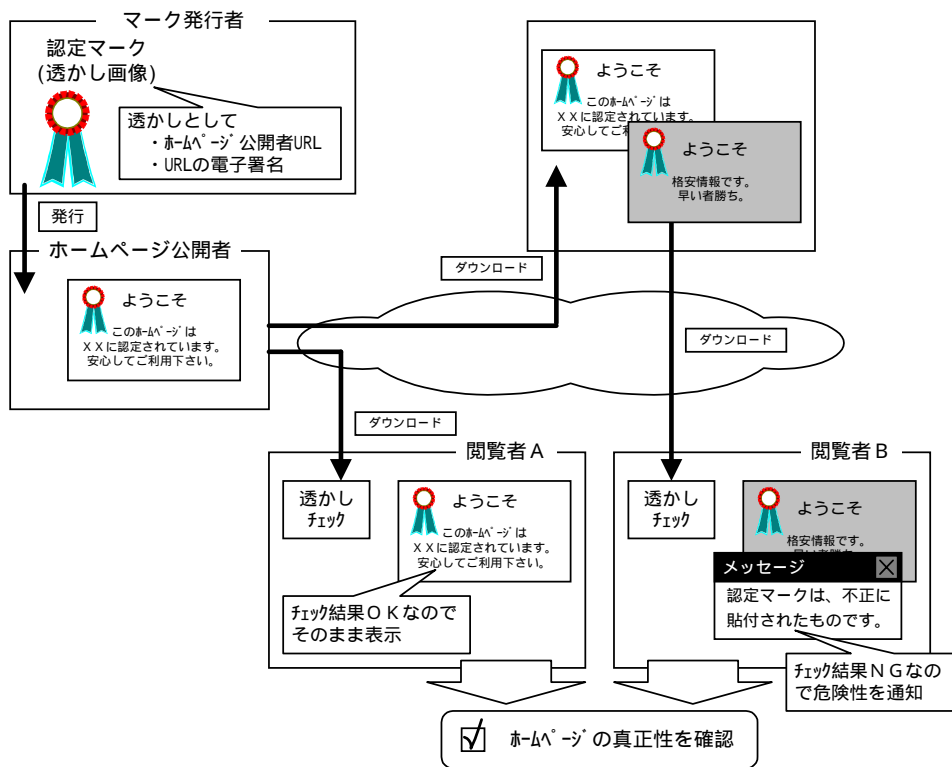 マーク発行者
認定マーク
(透かし画像)
透かしとして
・ﾎｰﾑﾍﾟｰｼﾞ公開者URL
・URLの電子署名
発行
ホームページ公開者
ようこそ
このﾎｰﾑﾍﾟｰｼﾞは
ＸＸに認定されています。
安心してご利用下さい。
ようこそ
このﾎｰﾑﾍﾟｰｼﾞは
ＸＸに認定されています。
安心してご利
ようこそ
格安情報です。
早い者勝ち。
ダウンロード
ダウンロード
ダウンロード
閲覧者Ａ
透かし
ﾁｪｯｸ
ようこそ
このﾎｰﾑﾍﾟｰｼﾞは
ＸＸに認定されています。
安心してご利用下さい。
ﾁｪｯｸ結果ＯＫなので
そのまま表示
閲覧者Ｂ
透かし
ﾁｪｯｸ
ようこそ
格安情報です。
メッセージ
認定マークは、不正に
貼付されたものです。
ﾁｪｯｸ結果ＮＧなの
で危険性を通知
ﾎｰﾑﾍﾟｰｼﾞの真正性を確認